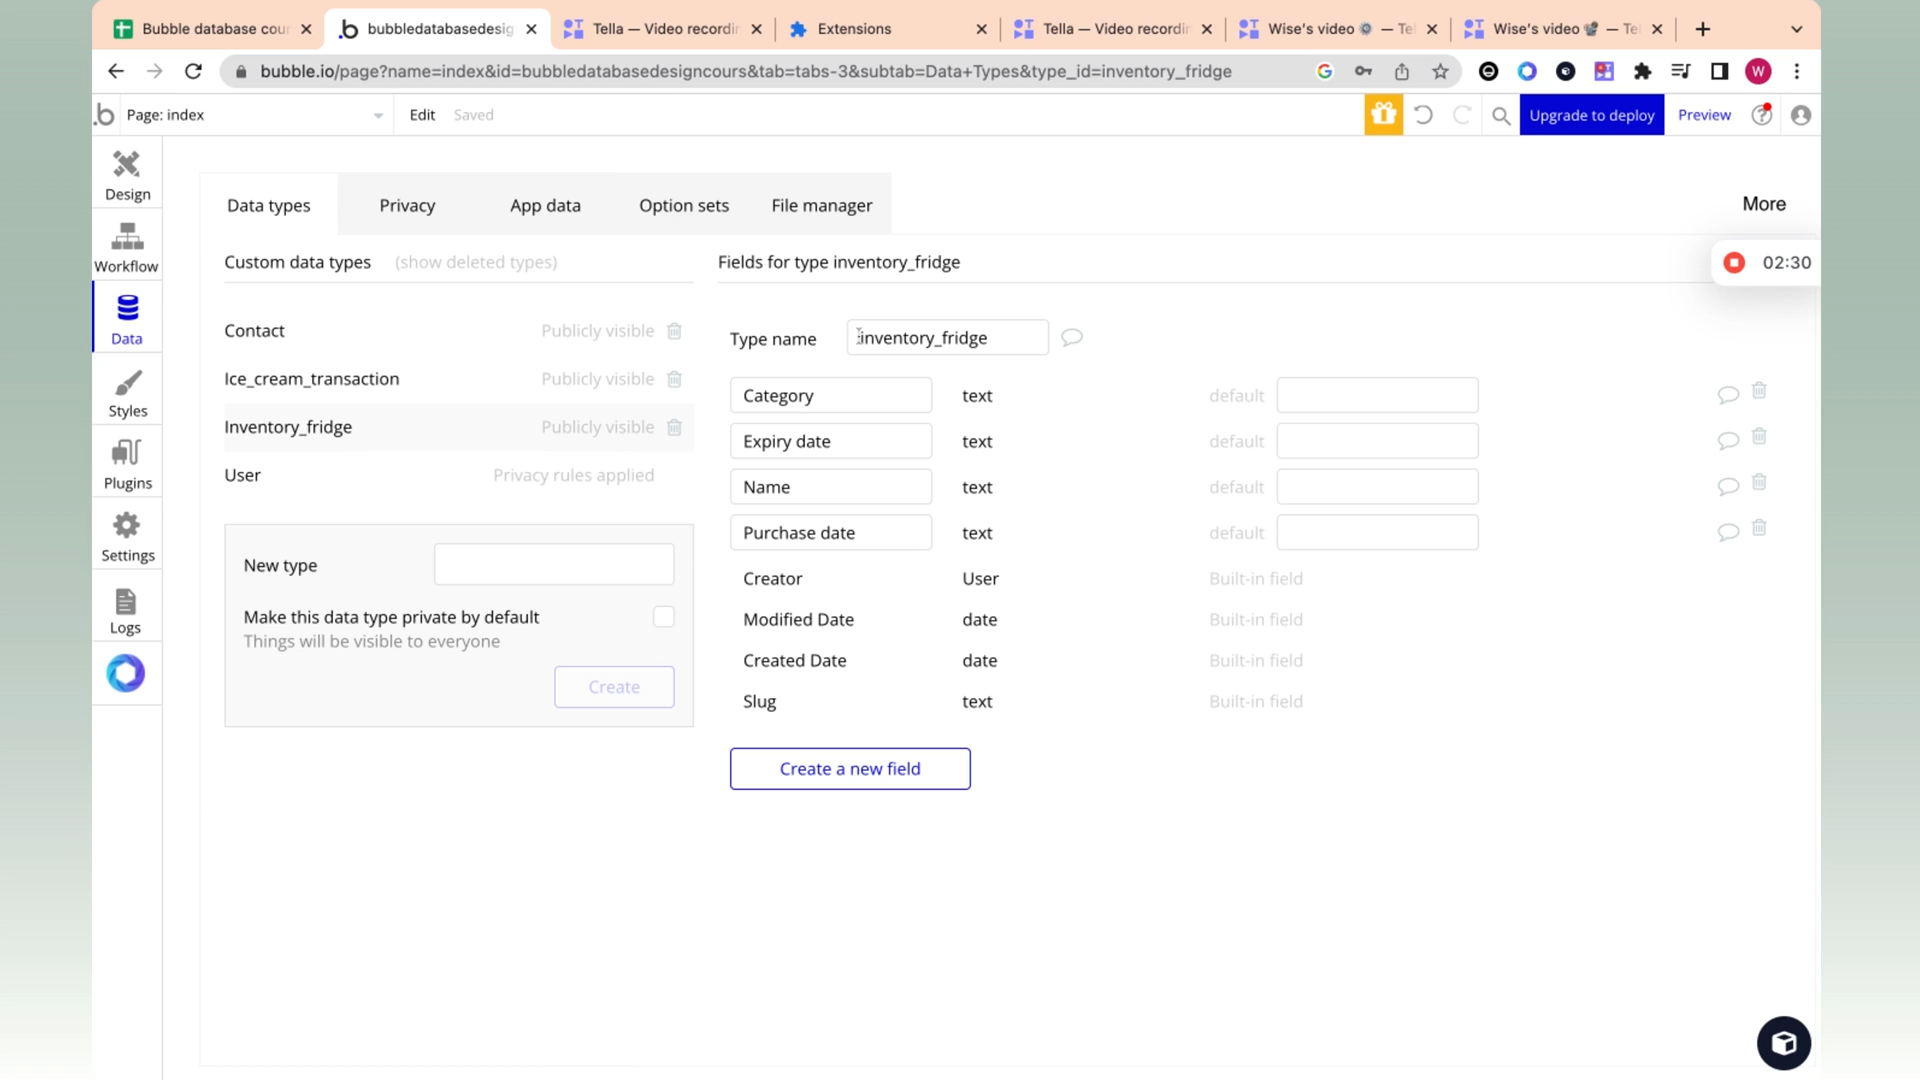 Bubble database cour
bubbledatabasedesig
Tella — Video recordin
Extensions
Tella — Video recordin
Wise's video — Te
Wise's video — Te
bubble.io/page?name=index&id=bubbledatabasedesigncours&tab=tabs-3&subtab=Data+Types&type_id=inventory_fridge
W
.b Page: index
Edit
Saved
Upgrade to deploy
Preview
Design
Workflow
Data
Styles
Plugins
Settings
Logs
Data types
Privacy
App data
Option sets
File manager
More
Custom data types (show deleted types)
Contact Publicly visible
Ice_cream_transaction Publicly visible
Inventory_fridge Publicly visible
User Privacy rules applied
New type
Make this data type private by default
Things will be visible to everyone
Create
Fields for type inventory_fridge
02:30
Type name inventory_fridge
Category text default
Expiry date text default
Name text default
Purchase date text default
Creator User Built-in field
Modified Date date Built-in field
Created Date date Built-in field
Slug text Built-in field
Create a new field